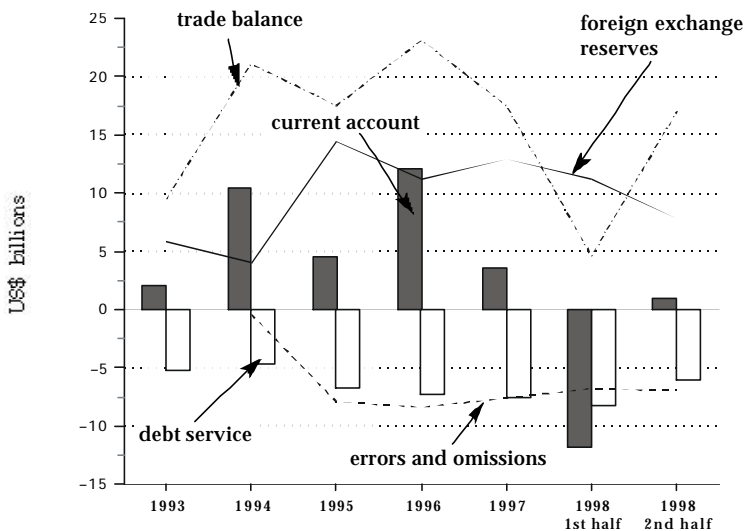 25
20
15
10
5
0
−5
−10
−15
US$ billions
trade balance
foreign exchange
reserves
current account
debt service
errors and omissions
1993
1994
1995
1996
1997
1998
1st half
1998
2nd half